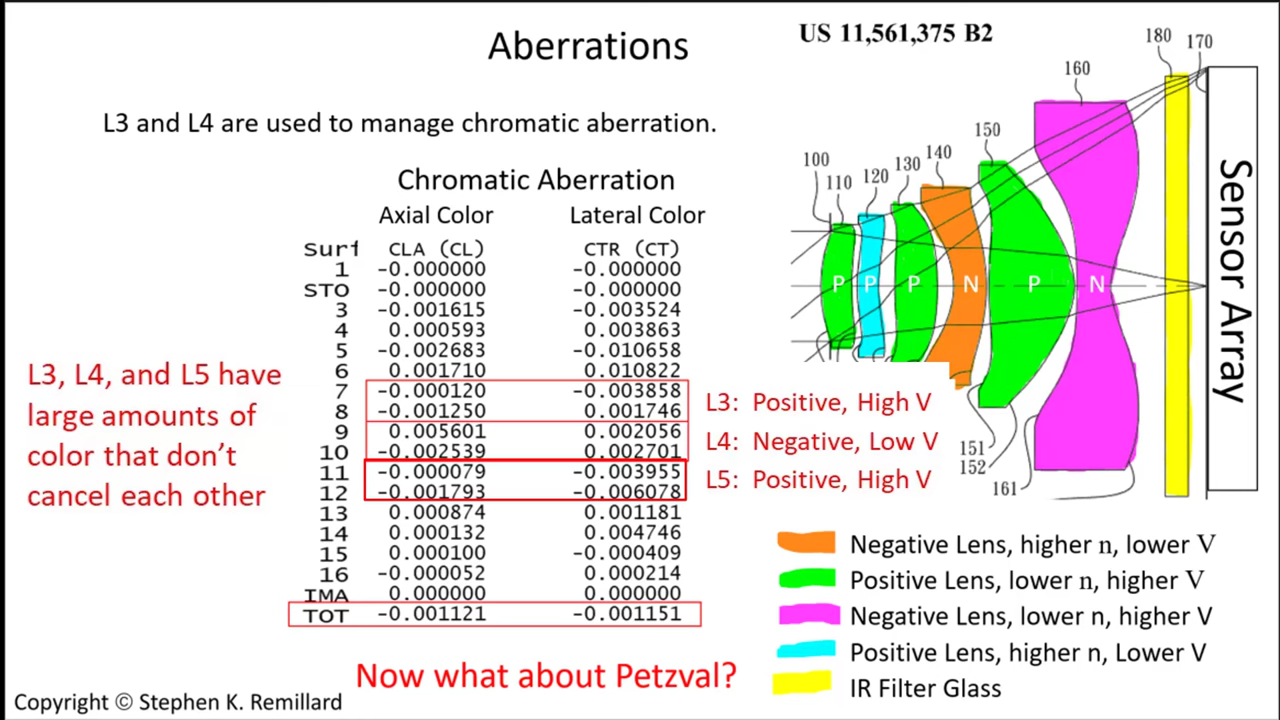 Aberrations
US 11,561,375 B2
L3 and L4 are used to manage chromatic aberration.
Chromatic Aberration
Axial Color Lateral Color
Surf CLA (CL) CTR (CT)
1 -0.000000 -0.000000
STO -0.000000 -0.000000
3 -0.001615 -0.003524
4 0.000593 0.003863
5 -0.002683 -0.010658
6 0.001710 0.010822
7 -0.000120 -0.003858
8 -0.001250 0.001746
9 0.005601 0.002056
10 -0.002539 0.002701
11 -0.000079 -0.003955
12 -0.001793 -0.006078
13 0.000874 0.001181
14 0.000132 0.004746
15 0.000100 -0.000409
16 -0.000052 0.000214
IMA 0.000000 0.000000
TOT -0.001121 -0.001151
L3, L4, and L5 have
large amounts of
color that don't
cancel each other
L3: Positive, High V
L4: Negative, Low V
L5: Positive, High V
100
110
120
130
140
150
160
180
170
P P P N P N
151
152
161
Sensor Array
Negative Lens, higher n, lower V
Positive Lens, lower n, higher V
Negative Lens, lower n, higher V
Positive Lens, higher n, Lower V
IR Filter Glass
Now what about Petzval?
Copyright © Stephen K. Remillard